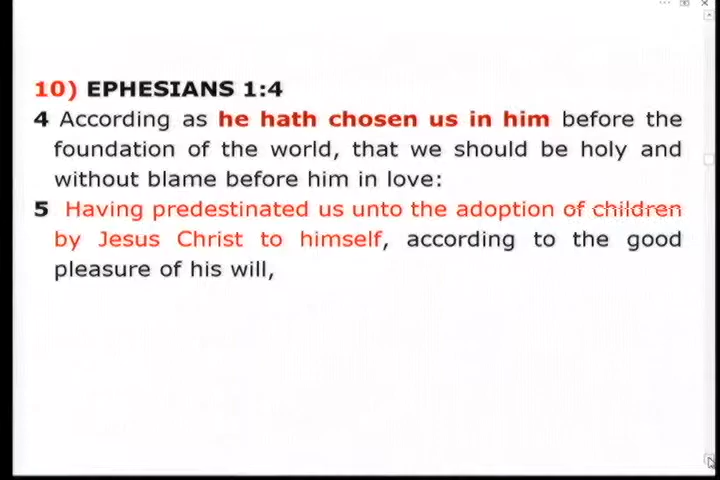 10) EPHESIANS 1:4
4 According as he hath chosen us in him before the
foundation of the world, that we should be holy and
without blame before him in love:
5 Having predestinated us unto the adoption of children
by Jesus Christ to himself, according to the good
pleasure of his will,